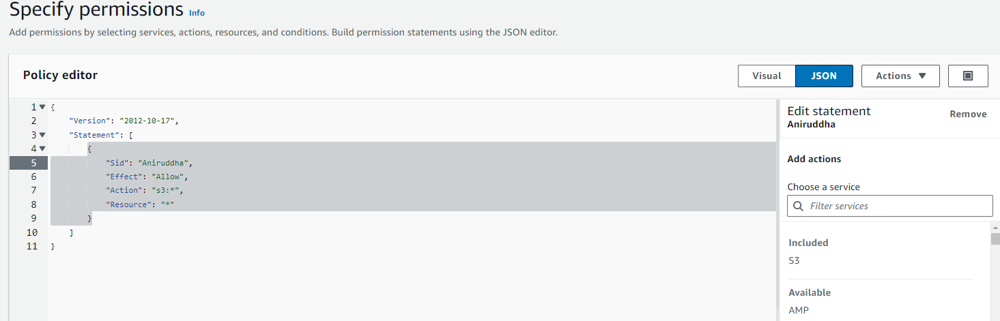 Specify permissions Info
Add permissions by selecting services, actions, resources, and conditions. Build permission statements using the JSON editor.
Policy editor
Visual
JSON
Actions
1 {
2 "Version": "2012-10-17",
3 "Statement": [
4 {
5 "Sid": "Aniruddha",
6 "Effect": "Allow",
7 "Action": "s3:*",
8 "Resource": "*"
9 }
10 ]
11 }
Edit statement
Remove
Aniruddha
Add actions
Choose a service
Filter services
Included
S3
Available
AMP